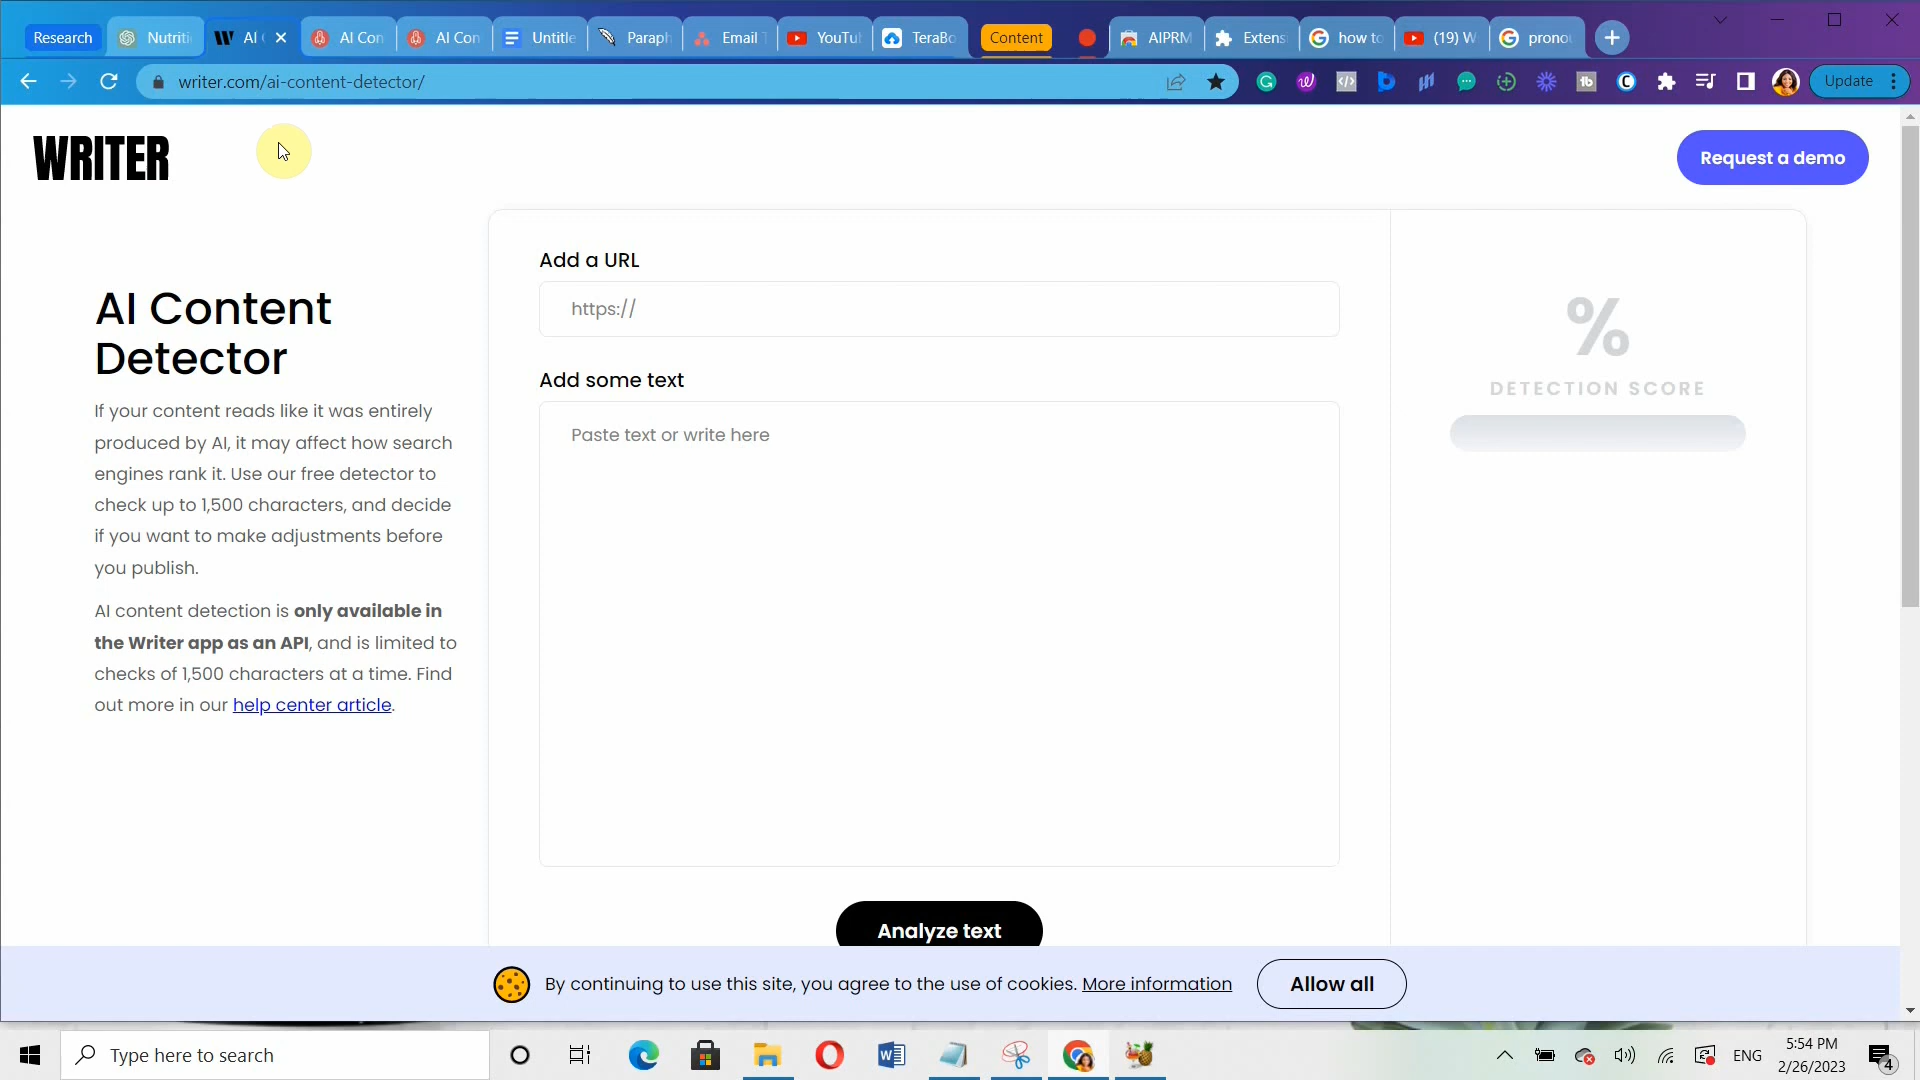 Research
Nutriti
AI
AI Con
AI Con
Untitle
Paraph
Email T
YouTu
TeraBo
Content
AIPRM
Extens
how to
(19) W
pronou
writer.com/ai-content-detector/
Update
WRITER
Request a demo
AI Content
Detector
If your content reads like it was entirely
produced by AI, it may affect how search
engines rank it. Use our free detector to
check up to 1,500 characters, and decide
if you want to make adjustments before
you publish.
AI content detection is only available in
the Writer app as an API, and is limited to
checks of 1,500 characters at a time. Find
out more in our help center article.
Add a URL
https://
Add some text
Paste text or write here
Analyze text
%
DETECTION SCORE
By continuing to use this site, you agree to the use of cookies. More information
Allow all
Type here to search
ENG
5:54 PM
2/26/2023
4